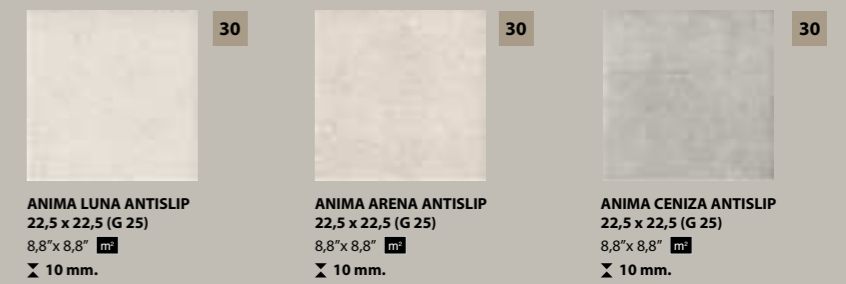 30
30
30
ANIMA LUNA ANTISLIP
22,5 x 22,5 (G 25)
8,8”x 8,8” m²
10 mm.
ANIMA ARENA ANTISLIP
22,5 x 22,5 (G 25)
8,8”x 8,8” m²
10 mm.
ANIMA CENIZA ANTISLIP
22,5 x 22,5 (G 25)
8,8”x 8,8” m²
10 mm.